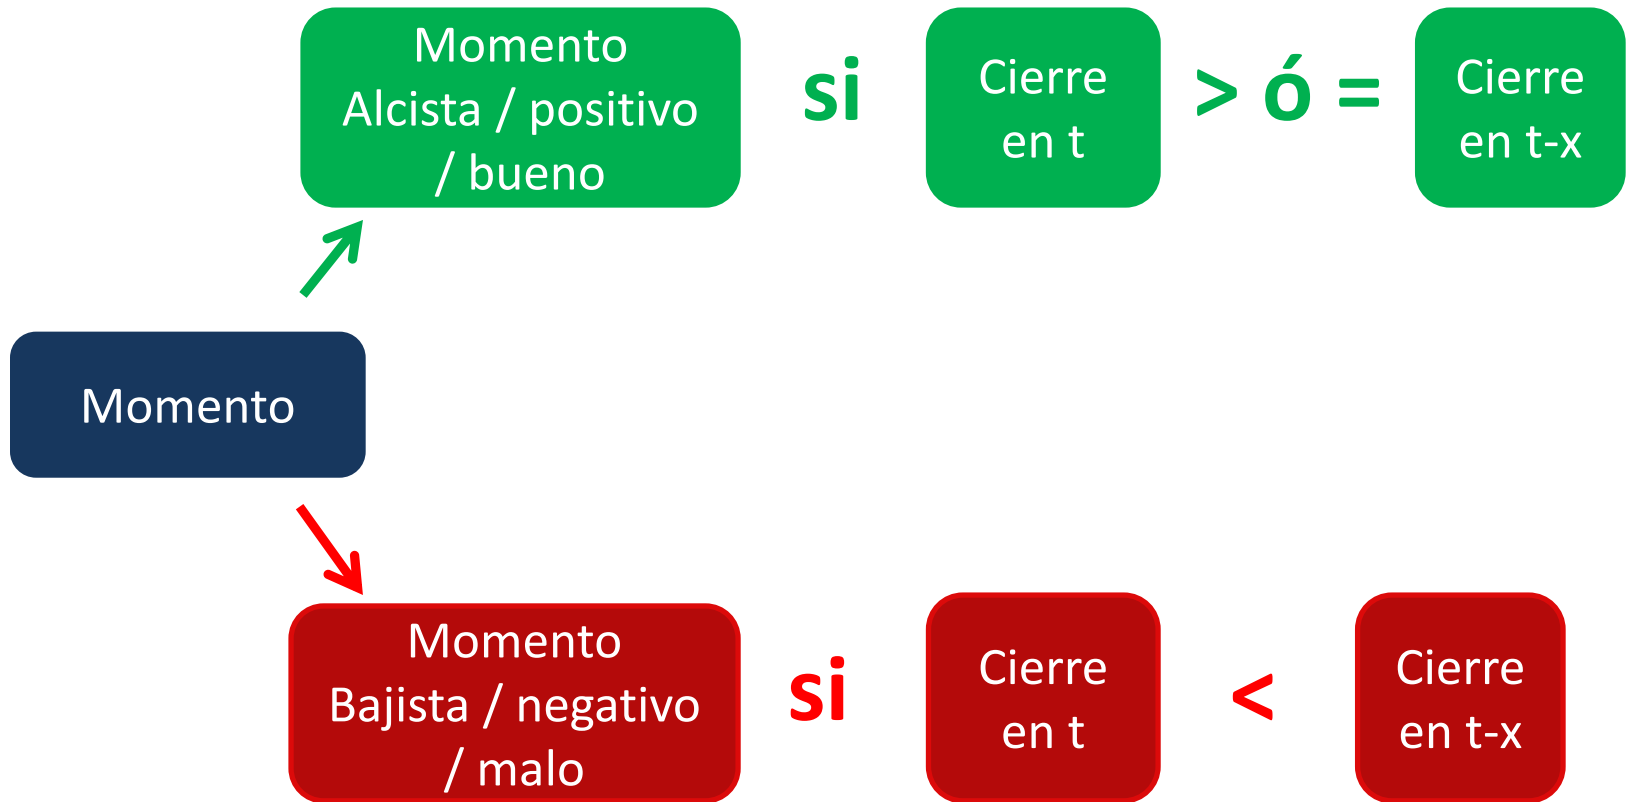 Momento
Alcista / positivo
/ bueno
si
Cierre
en t
> ó =
Cierre
en t-x
Momento
Momento
Bajista / negativo
/ malo
si
Cierre
en t
<
Cierre
en t-x